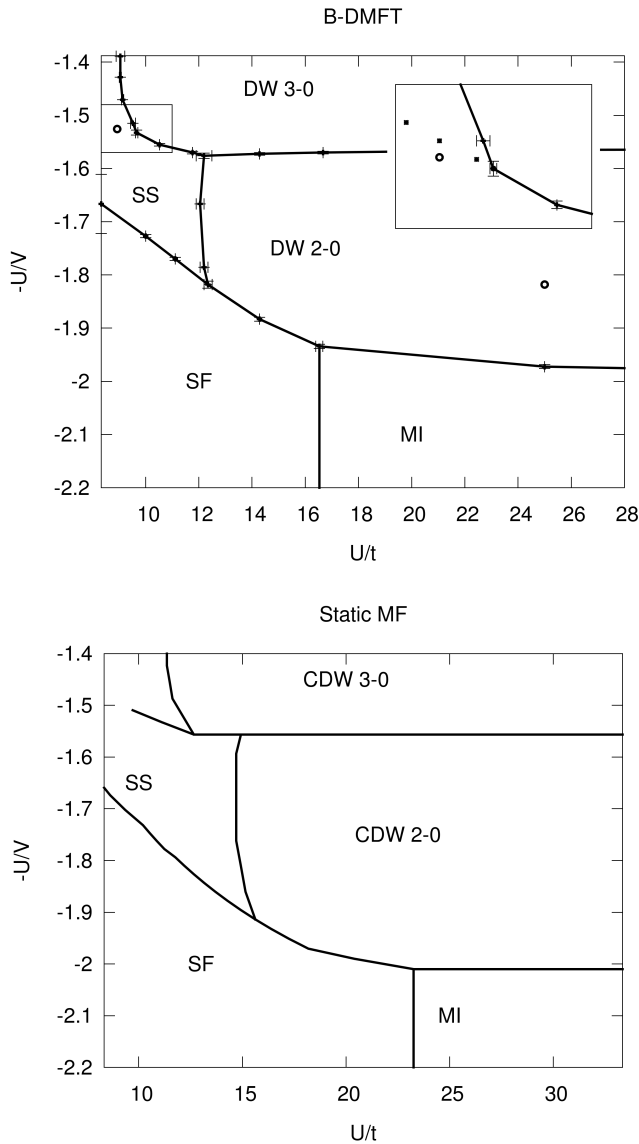 B-DMFT
-1.4
DW 3-0
-1.5
-1.6
SS
-1.7
DW 2-0
-U/V
-1.8
-1.9
SF
-2
MI
-2.1
-2.2
10 12 14 16 18 20 22 24 26 28
U/t
Static MF
-1.4
CDW 3-0
-1.5
-1.6
SS
-1.7
CDW 2-0
-U/V
-1.8
-1.9
SF
-2
MI
-2.1
-2.2
10 15 20 25 30
U/t